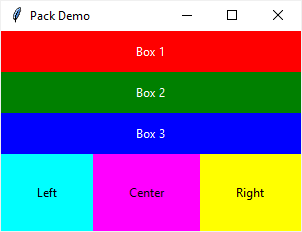 Pack Demo
Box 1
Box 2
Box 3
Left Center Right